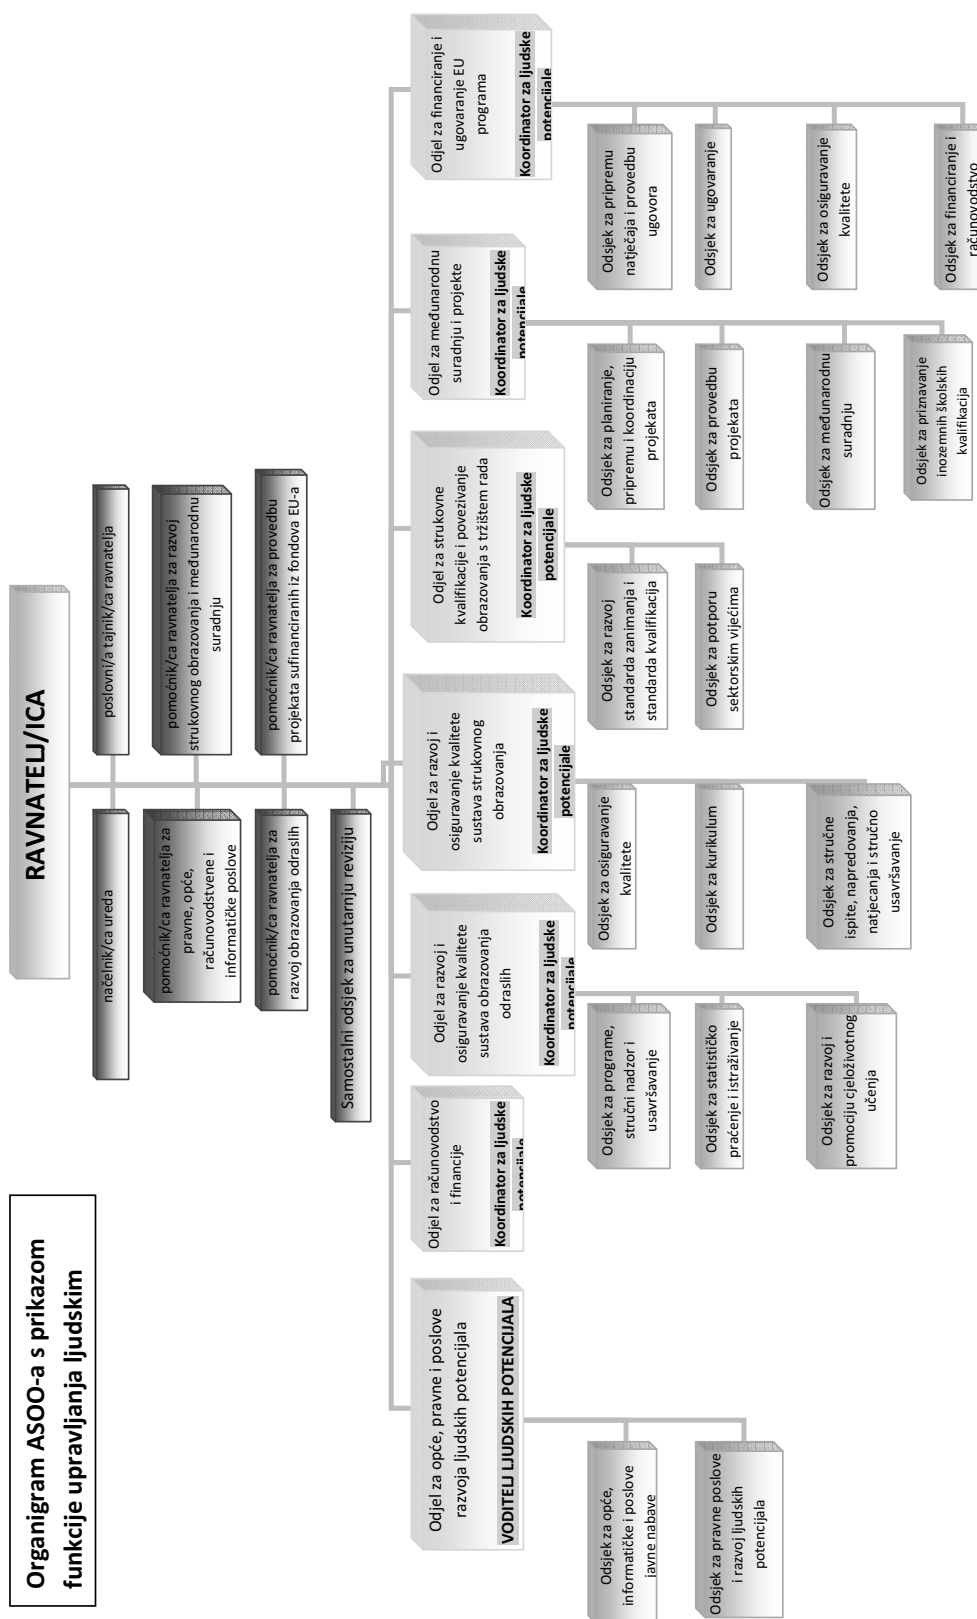 Organigram ASOO-a s prikazom
funkcije upravljanja ljudskim
RAVNATELJ/ICA
načelnik/ca ureda
poslovni/a tajnik/ca ravnatelja
pomoćnik/ca ravnatelja za
pravne, opće,
računovodstvene i
informatičke poslove
pomoćnik/ca ravnatelja za razvoj
strukovnog obrazovanja i međunarodnu
suradnju
pomoćnik/ca ravnatelja za
razvoj obrazovanja odraslih
pomoćnik/ca ravnatelja za provedbu
projekata sufinanciranih iz fondova EU-a
Samostalni odsjek za unutarnju reviziju
Odjel za opće, pravne i poslove
razvoja ljudskih potencijala
VODITELJ LJUDSKIH POTENCIJALA
Odjel za računovodstvo
i financije
Koordinator za ljudske
potencijale
Odjel za razvoj i
osiguravanje kvalitete
sustava obrazovanja
odraslih
Koordinator za ljudske
potencijale
Odjel za razvoj i
osiguravanje kvalitete
sustava strukovnog
obrazovanja
Koordinator za ljudske
potencijale
Odjel za strukovne
kvalifikacije i povezivanje
obrazovanja s tržištem rada
Koordinator za ljudske
potencijale
Odjel za međunarodnu
suradnju i projekte
Koordinator za ljudske
potencijale
Odjel za financiranje i
ugovaranje EU
programa
Koordinator za ljudske
potencijale
Odsjek za opće,
informatičke i poslove
javne nabave
Odsjek za pravne poslove
i razvoj ljudskih
potencijala
Odsjek za programe,
stručni nadzor i
usavršavanje
Odsjek za statističko
praćenje i istraživanje
Odsjek za razvoj i
promociju cjeloživotnog
učenja
Odsjek za osiguravanje
kvalitete
Odsjek za kurikulum
Odsjek za stručne
ispite, napredovanja,
natjecanja i stručno
usavršavanje
Odsjek za razvoj
standarda zanimanja i
standarda kvalifikacija
Odsjek za potporu
sektorskim vijećima
Odsjek za planiranje,
pripremu i koordinaciju
projekata
Odsjek za provedbu
projekata
Odsjek za međunarodnu
suradnju
Odsjek za priznavanje
inozemnih školskih
kvalifikacija
Odsjek za pripremu
natječaja i provedbu
ugovora
Odsjek za ugovaranje
Odsjek za osiguravanje
kvalitete
Odsjek za financiranje i
računovodstvo